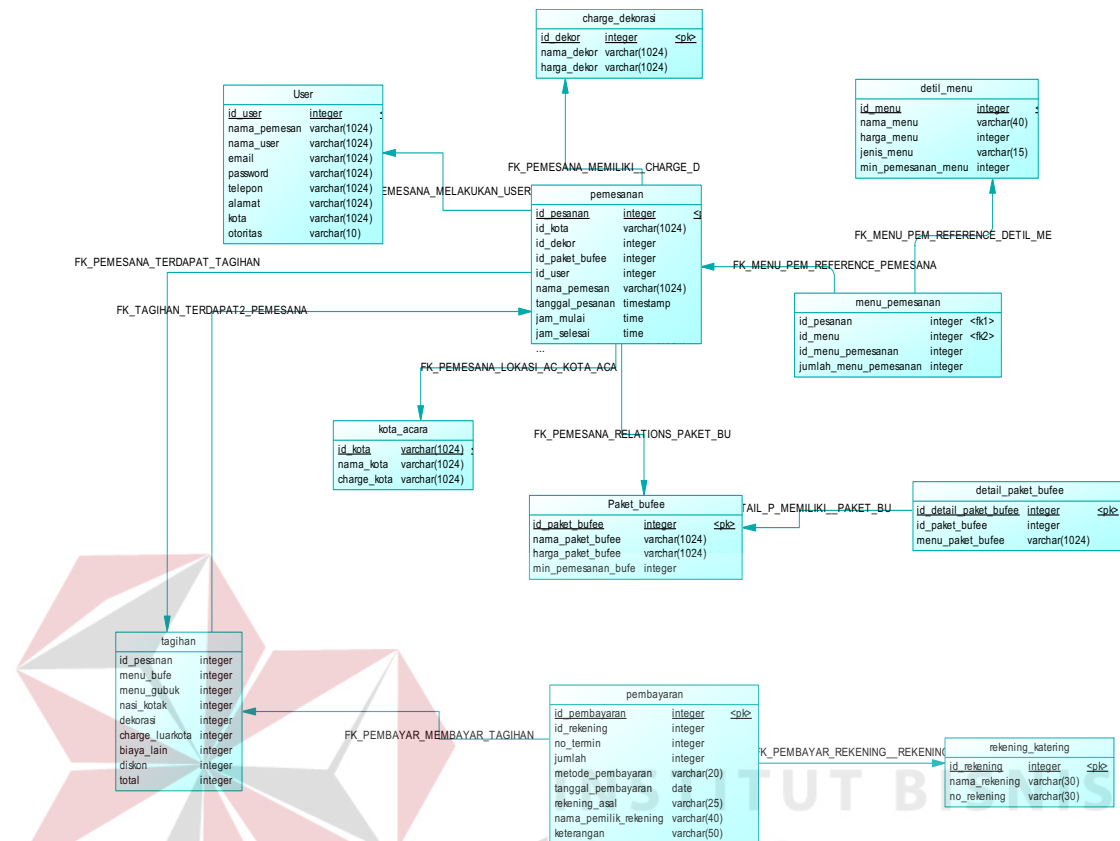 charge_dekorasi
id_dekor integer <pk>
nama_dekor varchar(1024)
harga_dekor varchar(1024)
User
id_user integer
nama_pemesan varchar(1024)
nama_user varchar(1024)
email varchar(1024)
password varchar(1024)
telepon varchar(1024)
alamat varchar(1024)
kota varchar(1024)
otoritas varchar(10)
detil_menu
id_menu integer
nama_menu varchar(40)
harga_menu integer
jenis_menu varchar(15)
min_pemesanan_menu integer
FK_PEMESANA_MEMILIKI__CHARGE_D
EMESANA_MELAKUKAN_USER
pemesanan
id_pesanan integer
id_kota varchar(1024)
id_dekor integer
id_paket_bufee integer
id_user integer
nama_pemesan varchar(1024)
tanggal_pesanan timestamp
jam_mulai time
jam_selesai time
...
FK_MENU_PEM_REFERENCE_DETIL_ME
FK_MENU_PEM_REFERENCE_PEMESANA
FK_PEMESANA_TERDAPAT_TAGIHAN
FK_TAGIHAN_TERDAPAT2_PEMESANA
menu_pemesanan
id_pesanan integer <fk1>
id_menu integer <fk2>
id_menu_pemesanan integer
jumlah_menu_pemesanan integer
FK_PEMESANA_LOKASI_AC_KOTA_ACA
kota_acara
id_kota varchar(1024)
nama_kota varchar(1024)
charge_kota varchar(1024)
FK_PEMESANA_RELATIONS_PAKET_BU
Paket_bufee
id_paket_bufee integer <pk>
nama_paket_bufee varchar(1024)
harga_paket_bufee varchar(1024)
min_pemesanan_bufe integer
TAIL_P_MEMILIKI__PAKET_BU
detail_paket_bufee
id_detail_paket_bufee integer <pk>
id_paket_bufee integer
menu_paket_bufee varchar(1024)
tagihan
id_pesanan integer
menu_bufe integer
menu_gubuk integer
nasi_kotak integer
dekorasi integer
charge_luarkota integer
biaya_lain integer
diskon integer
total integer
FK_PEMBAYAR_MEMBAYAR_TAGIHAN
pembayaran
id_pembayaran integer <pk>
id_rekening integer
no_termin integer
jumlah integer
metode_pembayaran varchar(20)
tanggal_pembayaran date
rekening_asal varchar(25)
nama_pemilik_rekening varchar(40)
keterangan varchar(50)
FK_PEMBAYAR_REKENING__REKENING
rekening_katering
id_rekening integer <pk>
nama_rekening varchar(30)
no_rekening varchar(30)
INSTITUT BISNIS